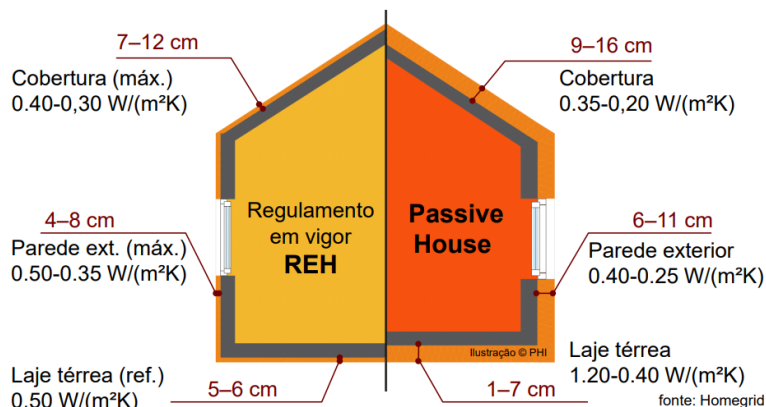 7–12 cm
Cobertura (máx.)
0.40-0,30 W/(m²K)
9–16 cm
Cobertura
0.35-0,20 W/(m²K)
4–8 cm
Parede ext. (máx.)
0.50-0.35 W/(m²K)
Regulamento
em vigor
REH
Passive
House
6–11 cm
Parede exterior
0.40-0.25 W/(m²K)
Ilustração © PHI
Laje térrea (ref.)
0.50 W/(m²K)
5–6 cm
1–7 cm
Laje térrea
1.20-0.40 W/(m²K)
fonte: Homegrid